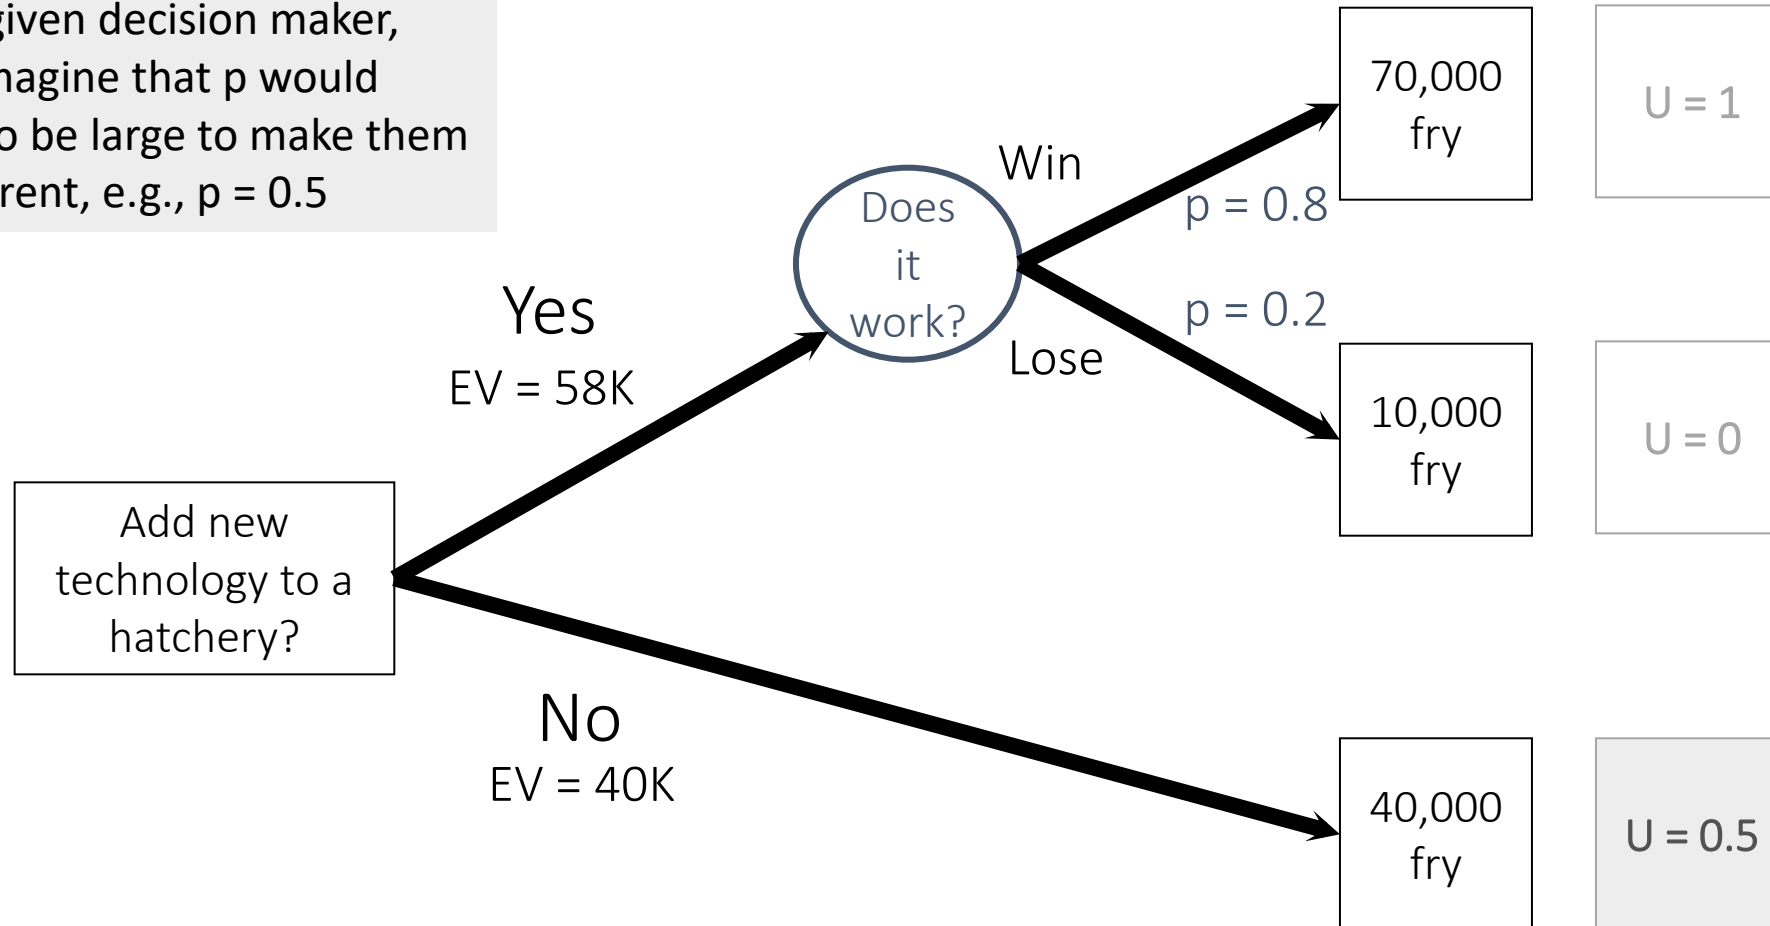 given decision maker,
magine that p would
o be large to make them
rent, e.g., p = 0.5
Yes
EV = 58K
Does
it
work?
Win
p = 0.8
p = 0.2
Lose
70,000
fry
U = 1
10,000
fry
U = 0
Add new
technology to a
hatchery?
No
EV = 40K
40,000
fry
U = 0.5